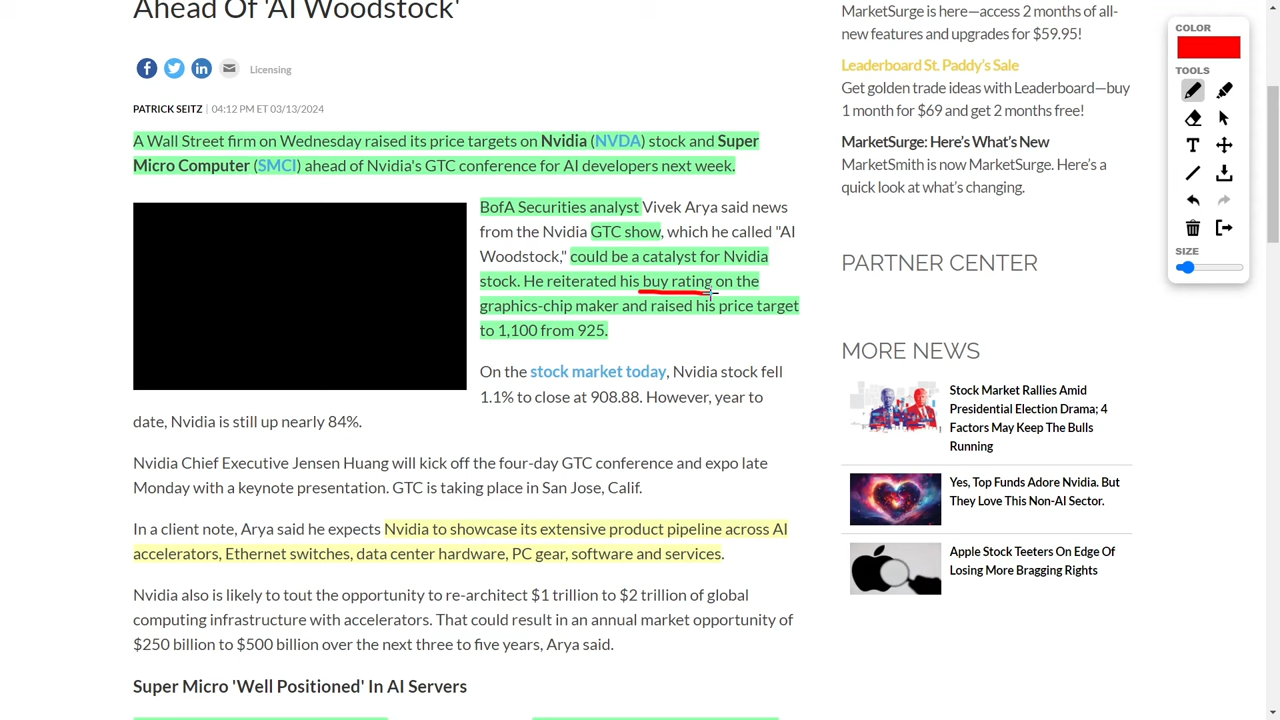 Ahead Of 'AI Woodstock'
Licensing
PATRICK SEITZ | 04:12 PM ET 03/13/2024
A Wall Street firm on Wednesday raised its price targets on Nvidia (NVDA) stock and Super
Micro Computer (SMCI) ahead of Nvidia's GTC conference for AI developers next week.
BofA Securities analyst Vivek Arya said news
from the Nvidia GTC show, which he called "AI
Woodstock," could be a catalyst for Nvidia
stock. He reiterated his buy rating on the
graphics-chip maker and raised his price target
to 1,100 from 925.
On the stock market today, Nvidia stock fell
1.1% to close at 908.88. However, year to
date, Nvidia is still up nearly 84%.
Nvidia Chief Executive Jensen Huang will kick off the four-day GTC conference and expo late
Monday with a keynote presentation. GTC is taking place in San Jose, Calif.
In a client note, Arya said he expects Nvidia to showcase its extensive product pipeline across AI
accelerators, Ethernet switches, data center hardware, PC gear, software and services.
Nvidia also is likely to tout the opportunity to re-architect $1 trillion to $2 trillion of global
computing infrastructure with accelerators. That could result in an annual market opportunity of
$250 billion to $500 billion over the next three to five years, Arya said.
Super Micro 'Well Positioned' In AI Servers
MarketSurge is here—access 2 months of all-
new features and upgrades for $59.95!
Leaderboard St. Paddy's Sale
Get golden trade ideas with Leaderboard—buy
1 month for $69 and get 2 months free!
MarketSurge: Here's What's New
MarketSmith is now MarketSurge. Here's a
quick look at what's changing.
PARTNER CENTER
MORE NEWS
Stock Market Rallies Amid
Presidential Election Drama; 4
Factors May Keep The Bulls
Running
Yes, Top Funds Adore Nvidia. But
They Love This Non-AI Sector.
Apple Stock Teeters On Edge Of
Losing More Bragging Rights
COLOR
TOOLS
T
SIZE